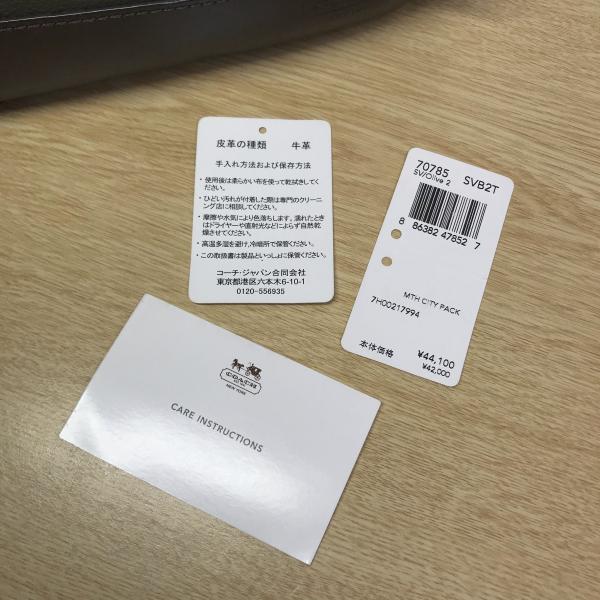 皮革の種類 牛革
手入れ方法および保存方法
・使用後は柔らかい布を使って乾拭きしてく
ださい。
・ひどい汚れが付着した際は専門のクリーニ
ング店に相談してください。
・摩擦や水気により色落ちします。濡れたとき
はドライヤーや直射光などによらず自然乾
燥させてください。
・高温多湿を避け、冷暗所で保管ください。
・この取扱書は製品といっしょに保管ください。
コーチ・ジャパン合同会社
東京都港区六本木6-10-1
0120-556935
70785 SVB2T
SV/Olive 2
8 86382 47852 7
MTH CITY PACK
7H00217994
本体価格 ¥44,100
¥42,000
COACH
EST. 1941
NEW YORK
CARE INSTRUCTIONS